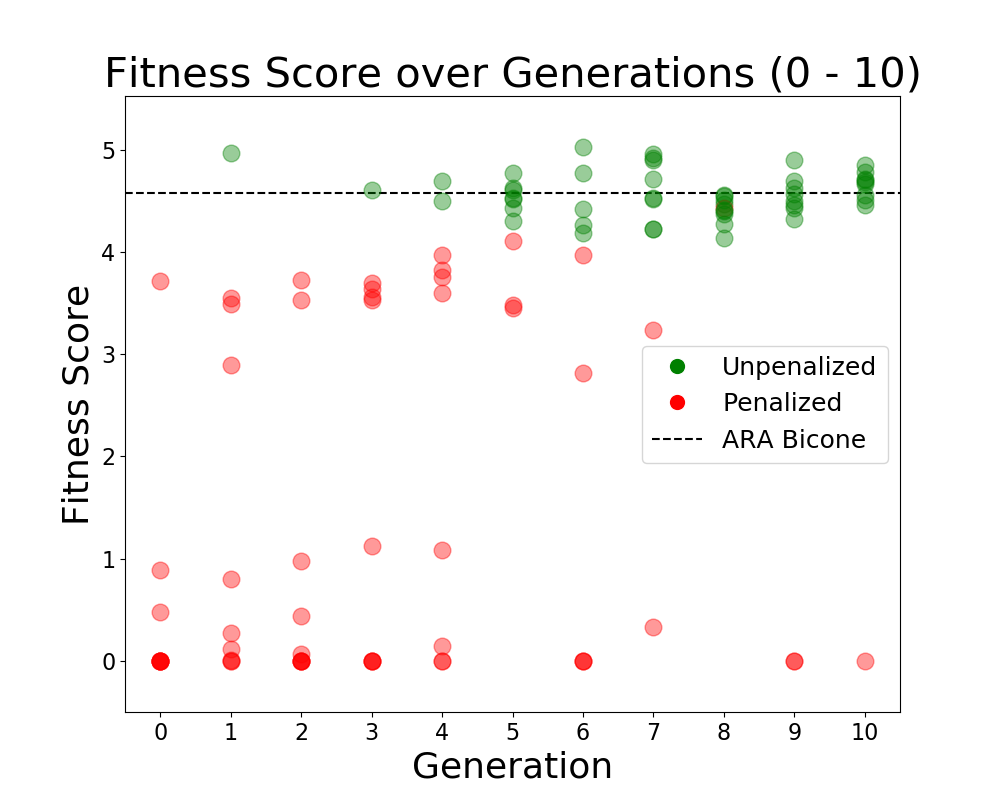 Fitness Score over Generations (0 - 10)
Fitness Score
5
4
3
2
1
0
Unpenalized
Penalized
ARA Bicone
0 1 2 3 4 5 6 7 8 9 10
Generation